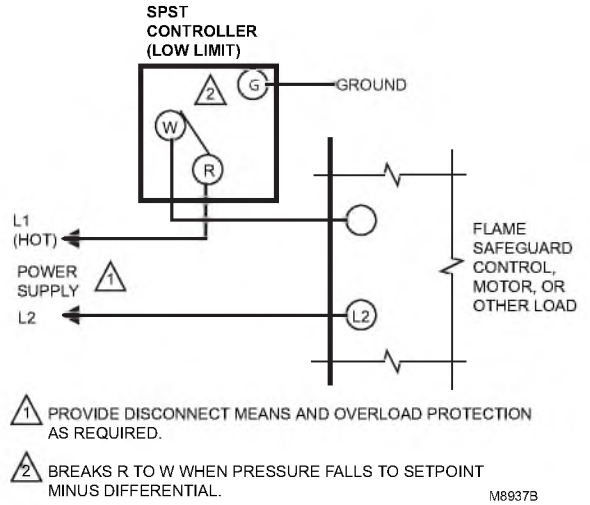 SPST
CONTROLLER
(LOW LIMIT)
2
G
GROUND
W
R
L1
(HOT)
POWER
SUPPLY
1
L2
L2
FLAME
SAFEGUARD
CONTROL,
MOTOR, OR
OTHER LOAD
1 PROVIDE DISCONNECT MEANS AND OVERLOAD PROTECTION
AS REQUIRED.
2 BREAKS R TO W WHEN PRESSURE FALLS TO SETPOINT
MINUS DIFFERENTIAL.
M8937B